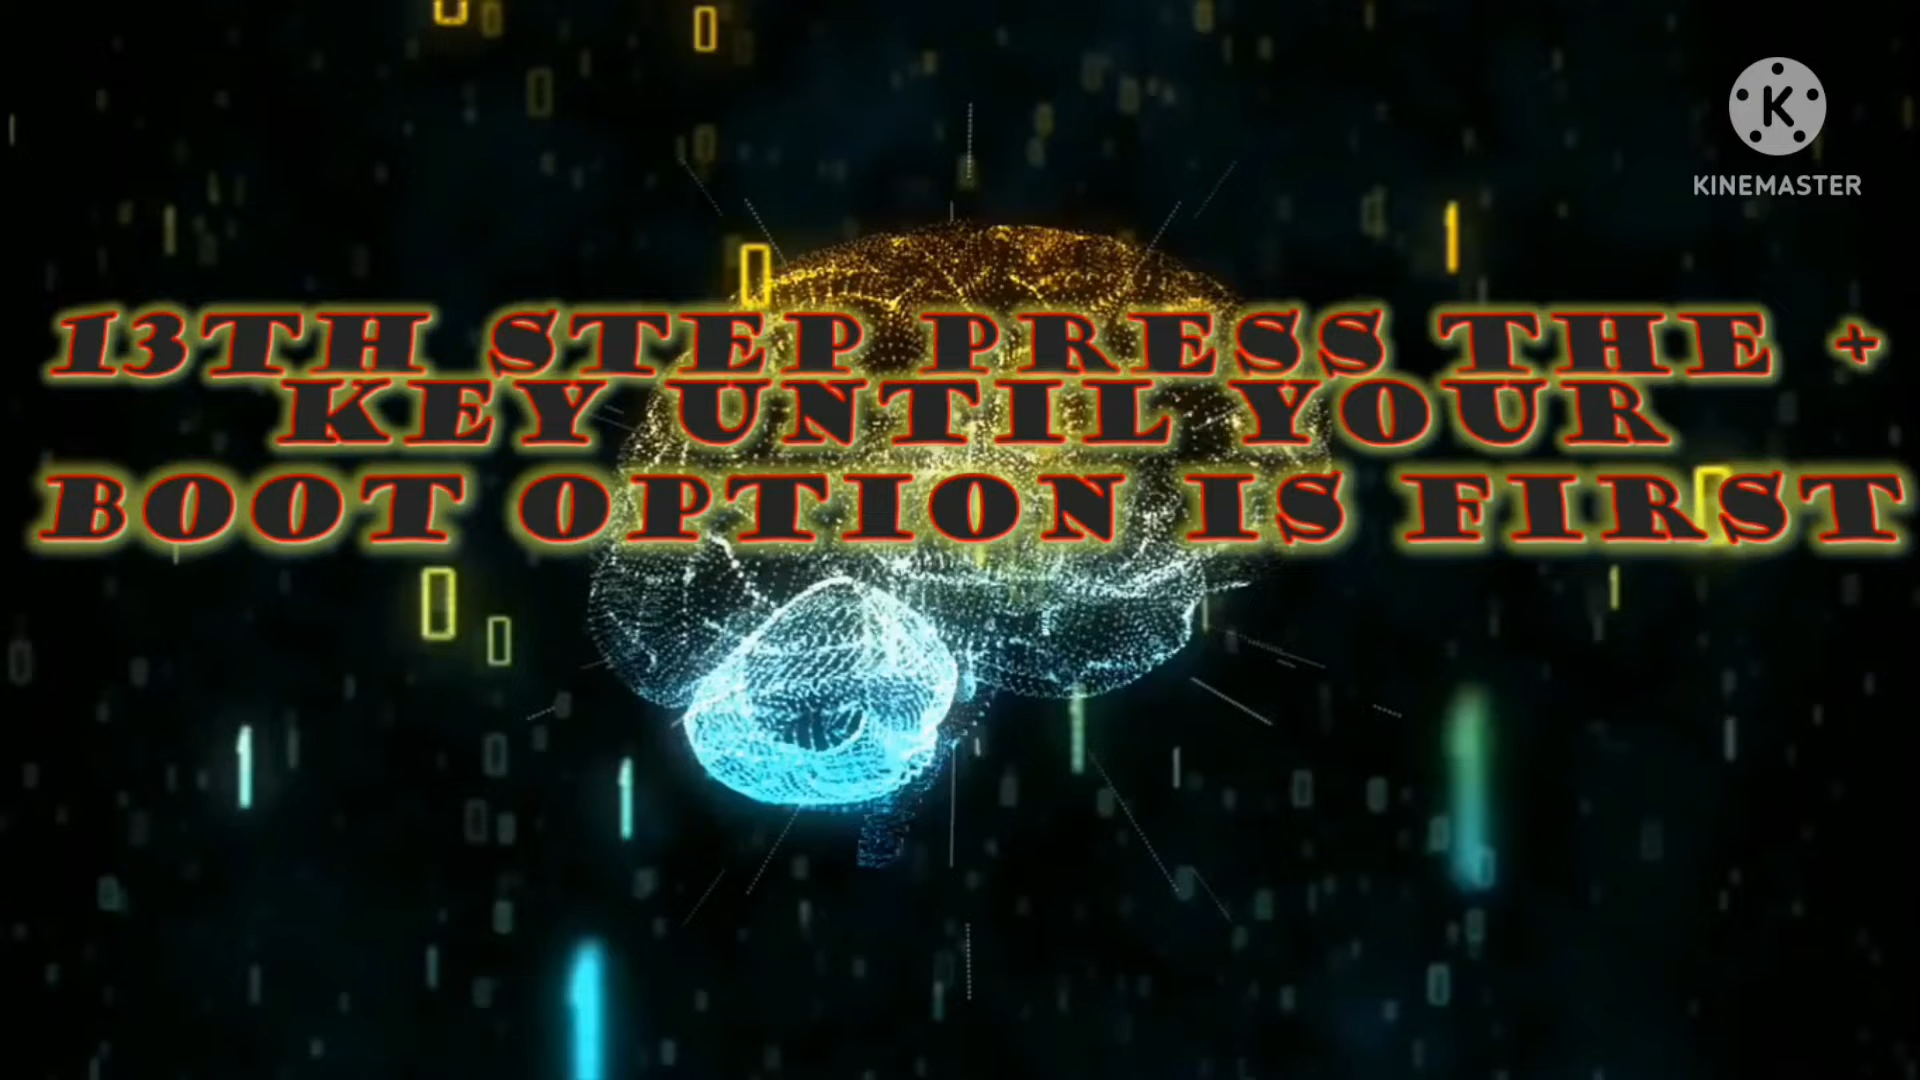 KINEMASTER
13TH STEP PRESS THE +
KEY UNTIL YOUR
BOOT OPTION IS FIRST